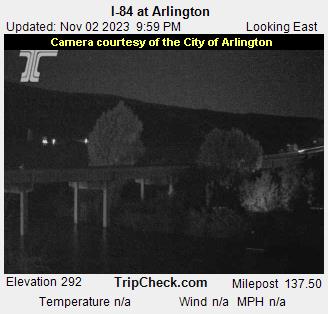 I-84 at Arlington
Updated: Nov 02 2023 9:59 PM Looking East
Camera courtesy of the City of Arlington
Elevation 292 TripCheck.com Milepost 137.50
Temperature n/a Wind n/a MPH n/a